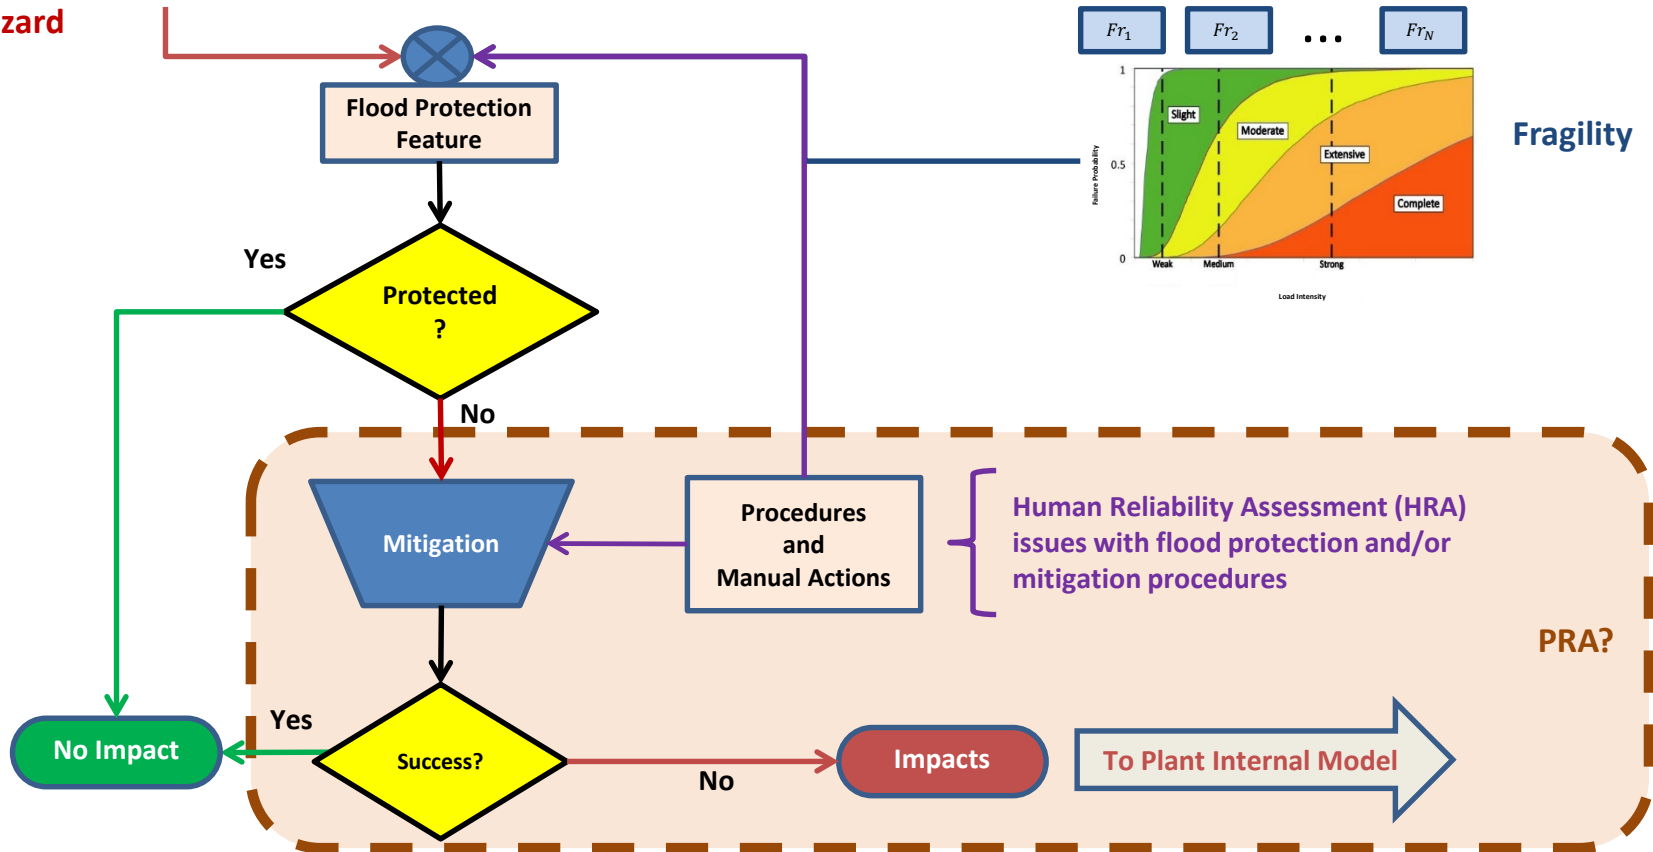 zard
Fr1 Fr2 ... FrN
Flood Protection
Feature
1
0.5
0
Failure Probability
Slight
Moderate
Extensive
Complete
Weak Medium Strong
Load Intensity
Fragility
Yes
Protected
?
No
Mitigation
Procedures
and
Manual Actions
Human Reliability Assessment (HRA)
issues with flood protection and/or
mitigation procedures
PRA?
Yes
No Impact
Success?
No
Impacts
To Plant Internal Model